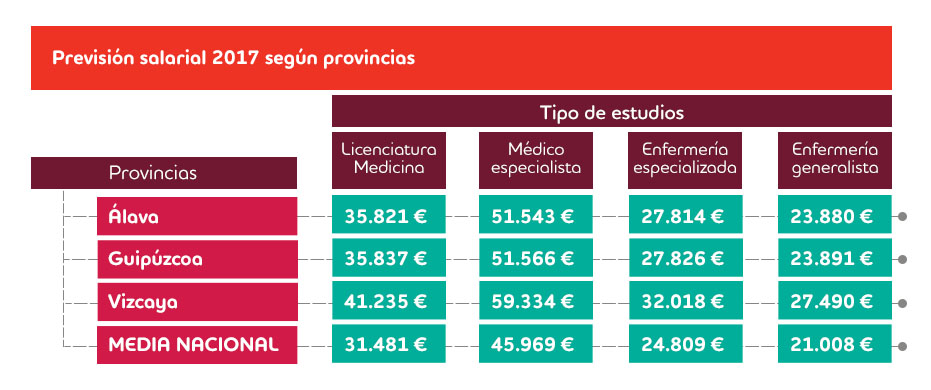 Previsión salarial 2017 según provincias
Tipo de estudios
Licenciatura Medicina
Médico especialista
Enfermería especializada
Enfermería generalista
Provincias
Álava 35.821 € 51.543 € 27.814 € 23.880 €
Guipúzcoa 35.837 € 51.566 € 27.826 € 23.891 €
Vizcaya 41.235 € 59.334 € 32.018 € 27.490 €
MEDIA NACIONAL 31.481 € 45.969 € 24.809 € 21.008 €